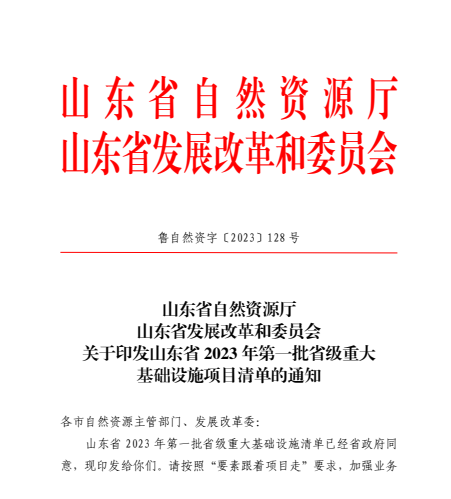 山东省自然资源厅
山东省发展改革和委员会
鲁自然资字〔2023〕128号
山东省自然资源厅
山东省发展改革和委员会
关于印发山东省 2023 年第一批省级重大
基础设施项目清单的通知
各市自然资源主管部门、发展改革委：
山东省 2023 年第一批省级重大基础设施清单已经省政府同
意，现印发给你们。请按照“要素跟着项目走”要求，加强业务